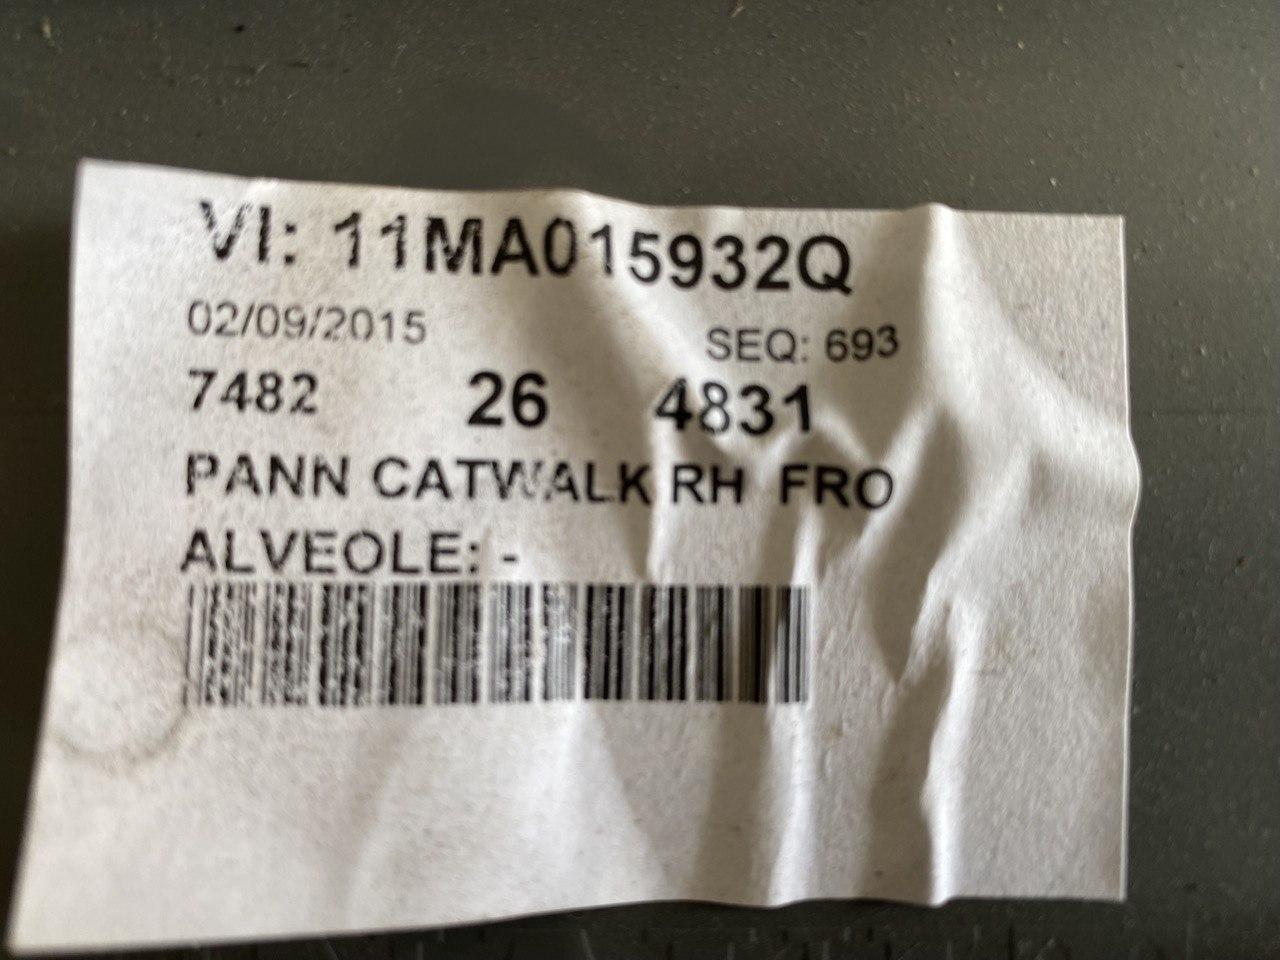 VI: 11MA015932Q
02/09/2015 SEQ: 693
7482 26 4831
PANN CATWALK RH FRO
ALVEOLE: -